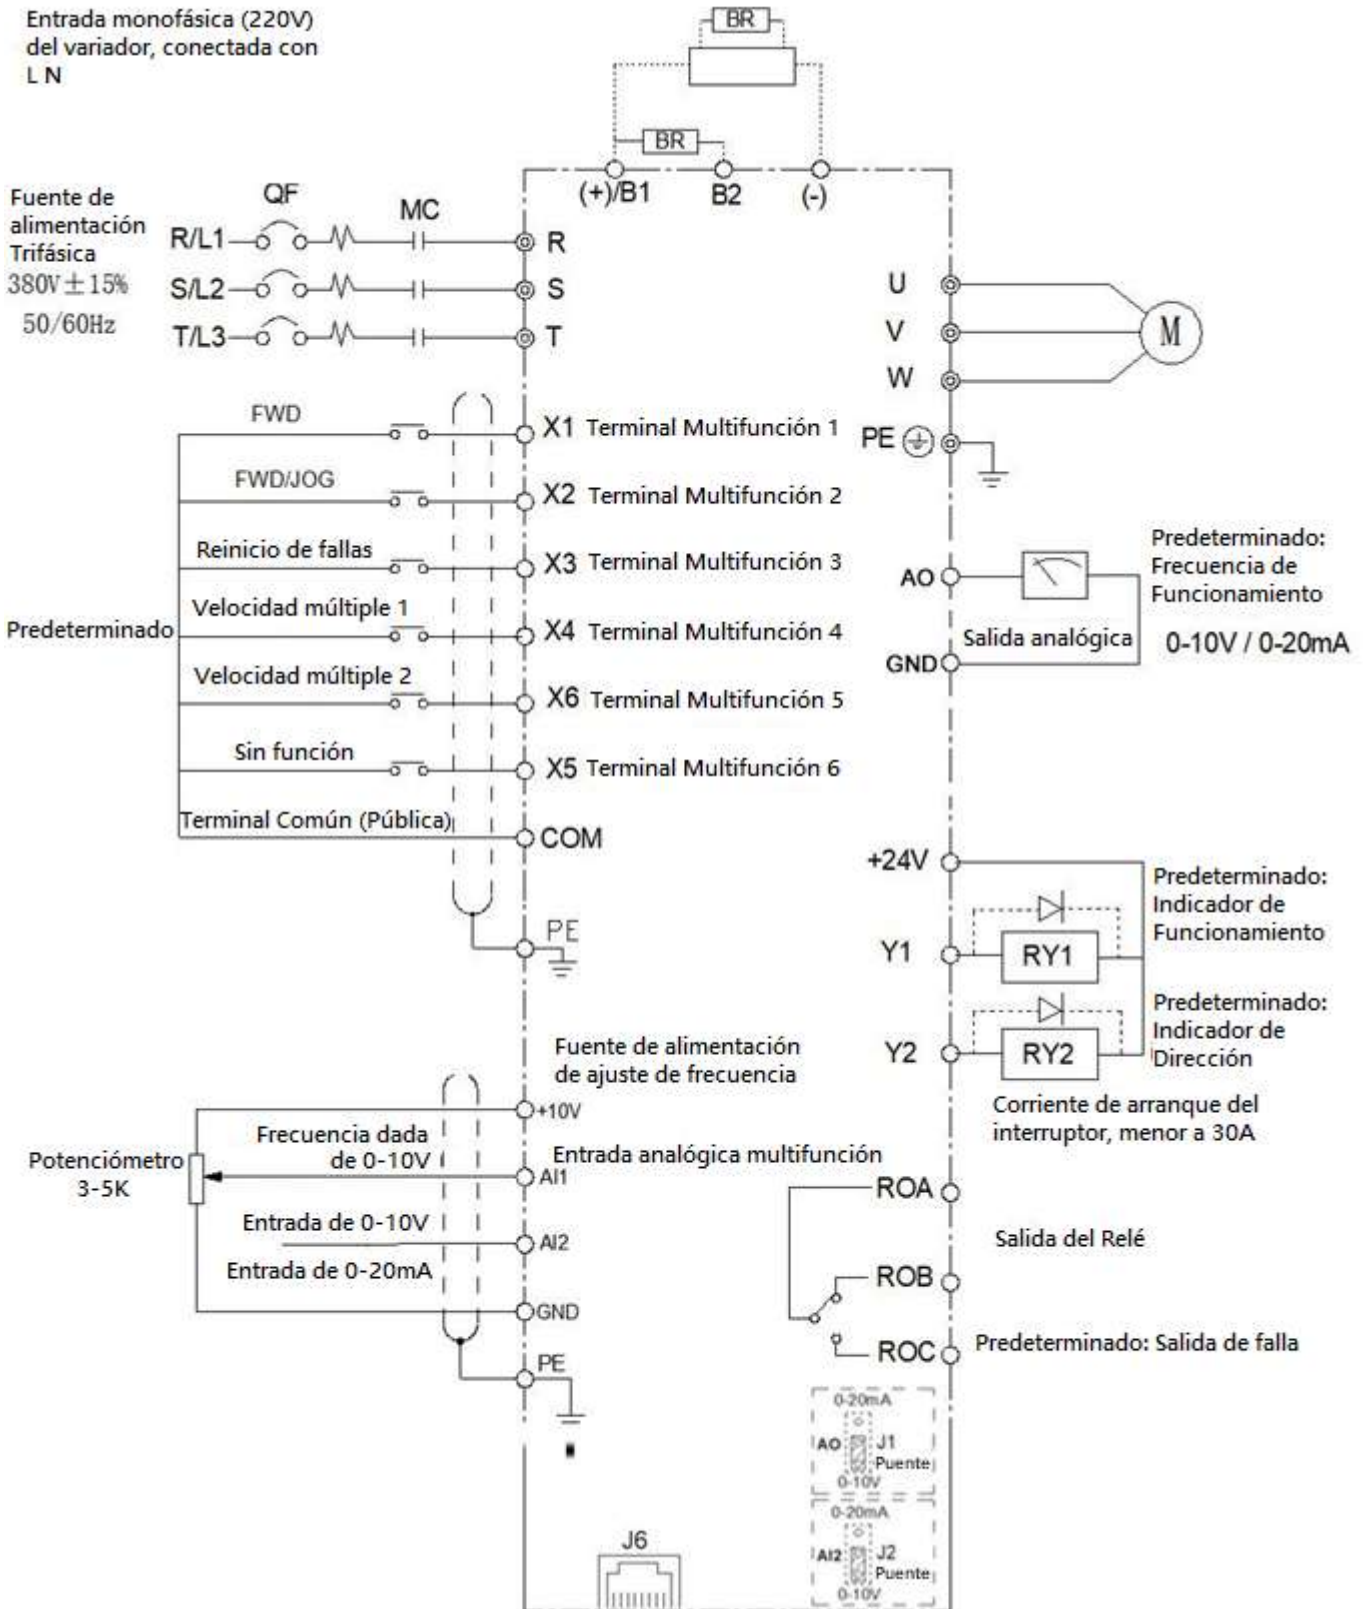 Entrada monofásica (220V)
del variador, conectada con
L N
BR
BR
(+)/B1
B2
(-)
Fuente de
alimentación
Trifásica
380V±15%
50/60Hz
QF
MC
R/L1
R
S/L2
S
T/L3
T
U
V
W
M
PE
FWD
X1 Terminal Multifunción 1
FWD/JOG
X2 Terminal Multifunción 2
Reinicio de fallas
X3 Terminal Multifunción 3
Velocidad múltiple 1
X4 Terminal Multifunción 4
Predeterminado
Velocidad múltiple 2
X6 Terminal Multifunción 5
Sin función
X5 Terminal Multifunción 6
Terminal Común (Pública)
COM
PE
AO
Salida analógica
GND
Predeterminado:
Frecuencia de
Funcionamiento
0-10V / 0-20mA
+24V
Y1
RY1
Predeterminado:
Indicador de
Funcionamiento
Y2
RY2
Predeterminado:
Indicador de
Dirección
Corriente de arranque del
interruptor, menor a 30A
Fuente de alimentación
de ajuste de frecuencia
+10V
Potenciómetro
3-5K
Frecuencia dada
de 0-10V
Entrada analógica multifunción
AI1
Entrada de 0-10V
AI2
Entrada de 0-20mA
GND
PE
ROA
Salida del Relé
ROB
ROC
Predeterminado: Salida de falla
0-20mA
AO
J1
Puente
0-10V
0-20mA
AI2
J2
Puente
0-10V
J6